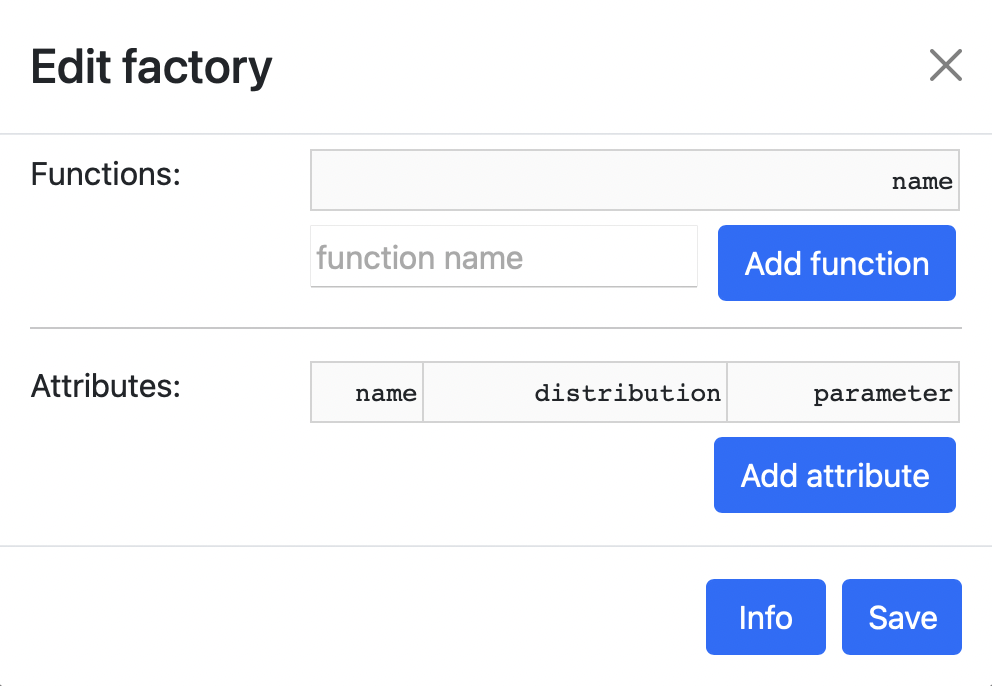 Edit factory
Functions:
name
function name
Add function
Attributes:
name distribution parameter
Add attribute
Info Save